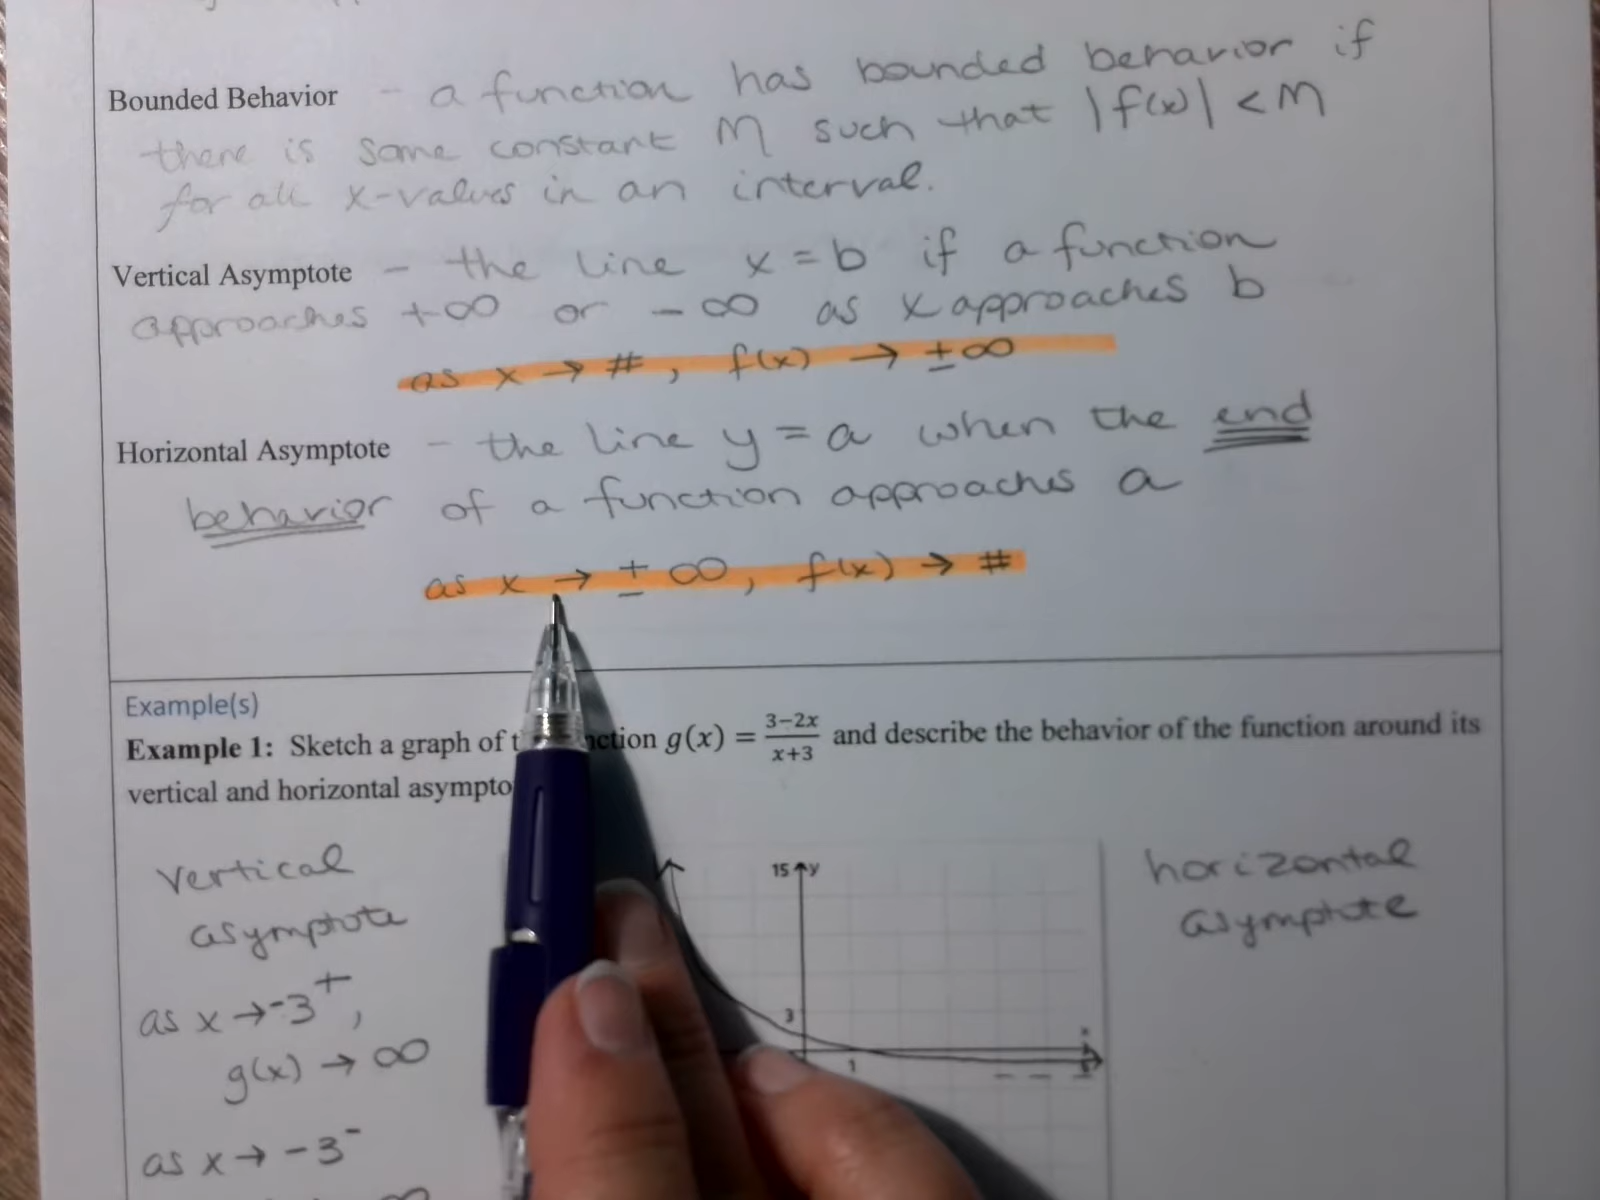 Bounded Behavior - a function has bounded behavior if
there is some constant M such that |f(x)| < M
for all x-values in an interval.
Vertical Asymptote - the line x = b if a function
approaches +∞ or -∞ as x approaches b
as x → #, f(x) → ±∞
Horizontal Asymptote - the line y = a when the end
behavior of a function approaches a
as x → ±∞, f(x) → #
Example(s)
Example 1: Sketch a graph of t nction g(x) = 3−2x / x+3 and describe the behavior of the function around its
vertical and horizontal asympto
vertical
asymptote
as x → -3⁺,
g(x) → ∞
as x → -3⁻
∞
15 y
3
1
x
horizontal
asymptote